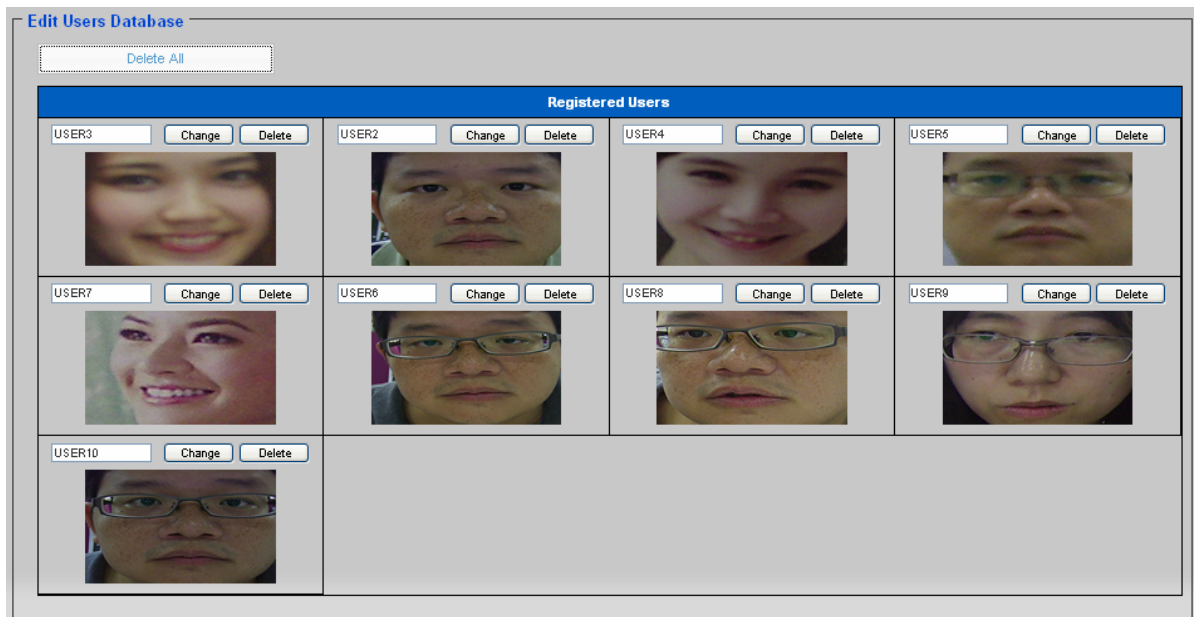 Edit Users Database
Delete All
Registered Users
USER3 Change Delete USER2 Change Delete USER4 Change Delete USER5 Change Delete
USER7 Change Delete USER6 Change Delete USER8 Change Delete USER9 Change Delete
USER10 Change Delete